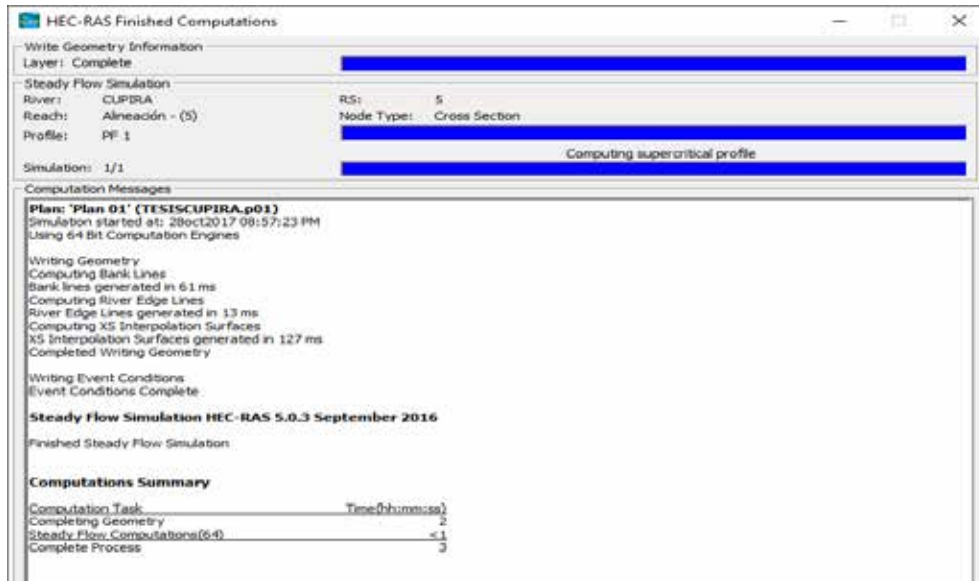 HEC-RAS Finished Computations
Write Geometry Information
Layer: Complete
Steady Flow Simulation
River: CUPIRA RS: 5
Reach: Alineación - (S) Node Type: Cross Section
Profile: PF 1
Computing supercritical profile
Simulation: 1/1
Computation Messages
Plan: 'Plan 01' (TESISCUPIRA.p01)
Simulation started at: 28oct2017 08:57:23 PM
Using 64 Bit Computation Engines
Writing Geometry
Computing Bank Lines
Bank lines generated in 61 ms
Computing River Edge Lines
River Edge Lines generated in 13 ms
Computing XS Interpolation Surfaces
XS Interpolation Surfaces generated in 127 ms
Completed Writing Geometry
Writing Event Conditions
Event Conditions Complete
Steady Flow Simulation HEC-RAS 5.0.3 September 2016
Finished Steady Flow Simulation
Computations Summary
Computation Task Time(hh:mm:ss)
Completing Geometry 2
Steady Flow Computations(64) <1
Complete Process 3